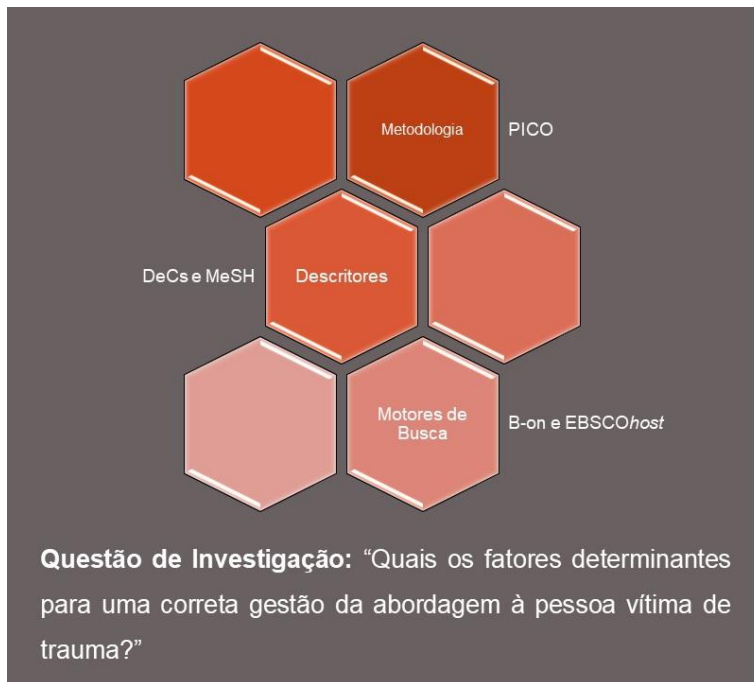 Metodologia PICO
DeCs e MeSH Descritores
Motores de
Busca
B-on e EBSCOhost
Questão de Investigação: “Quais os fatores determinantes
para uma correta gestão da abordagem à pessoa vítima de
trauma?”